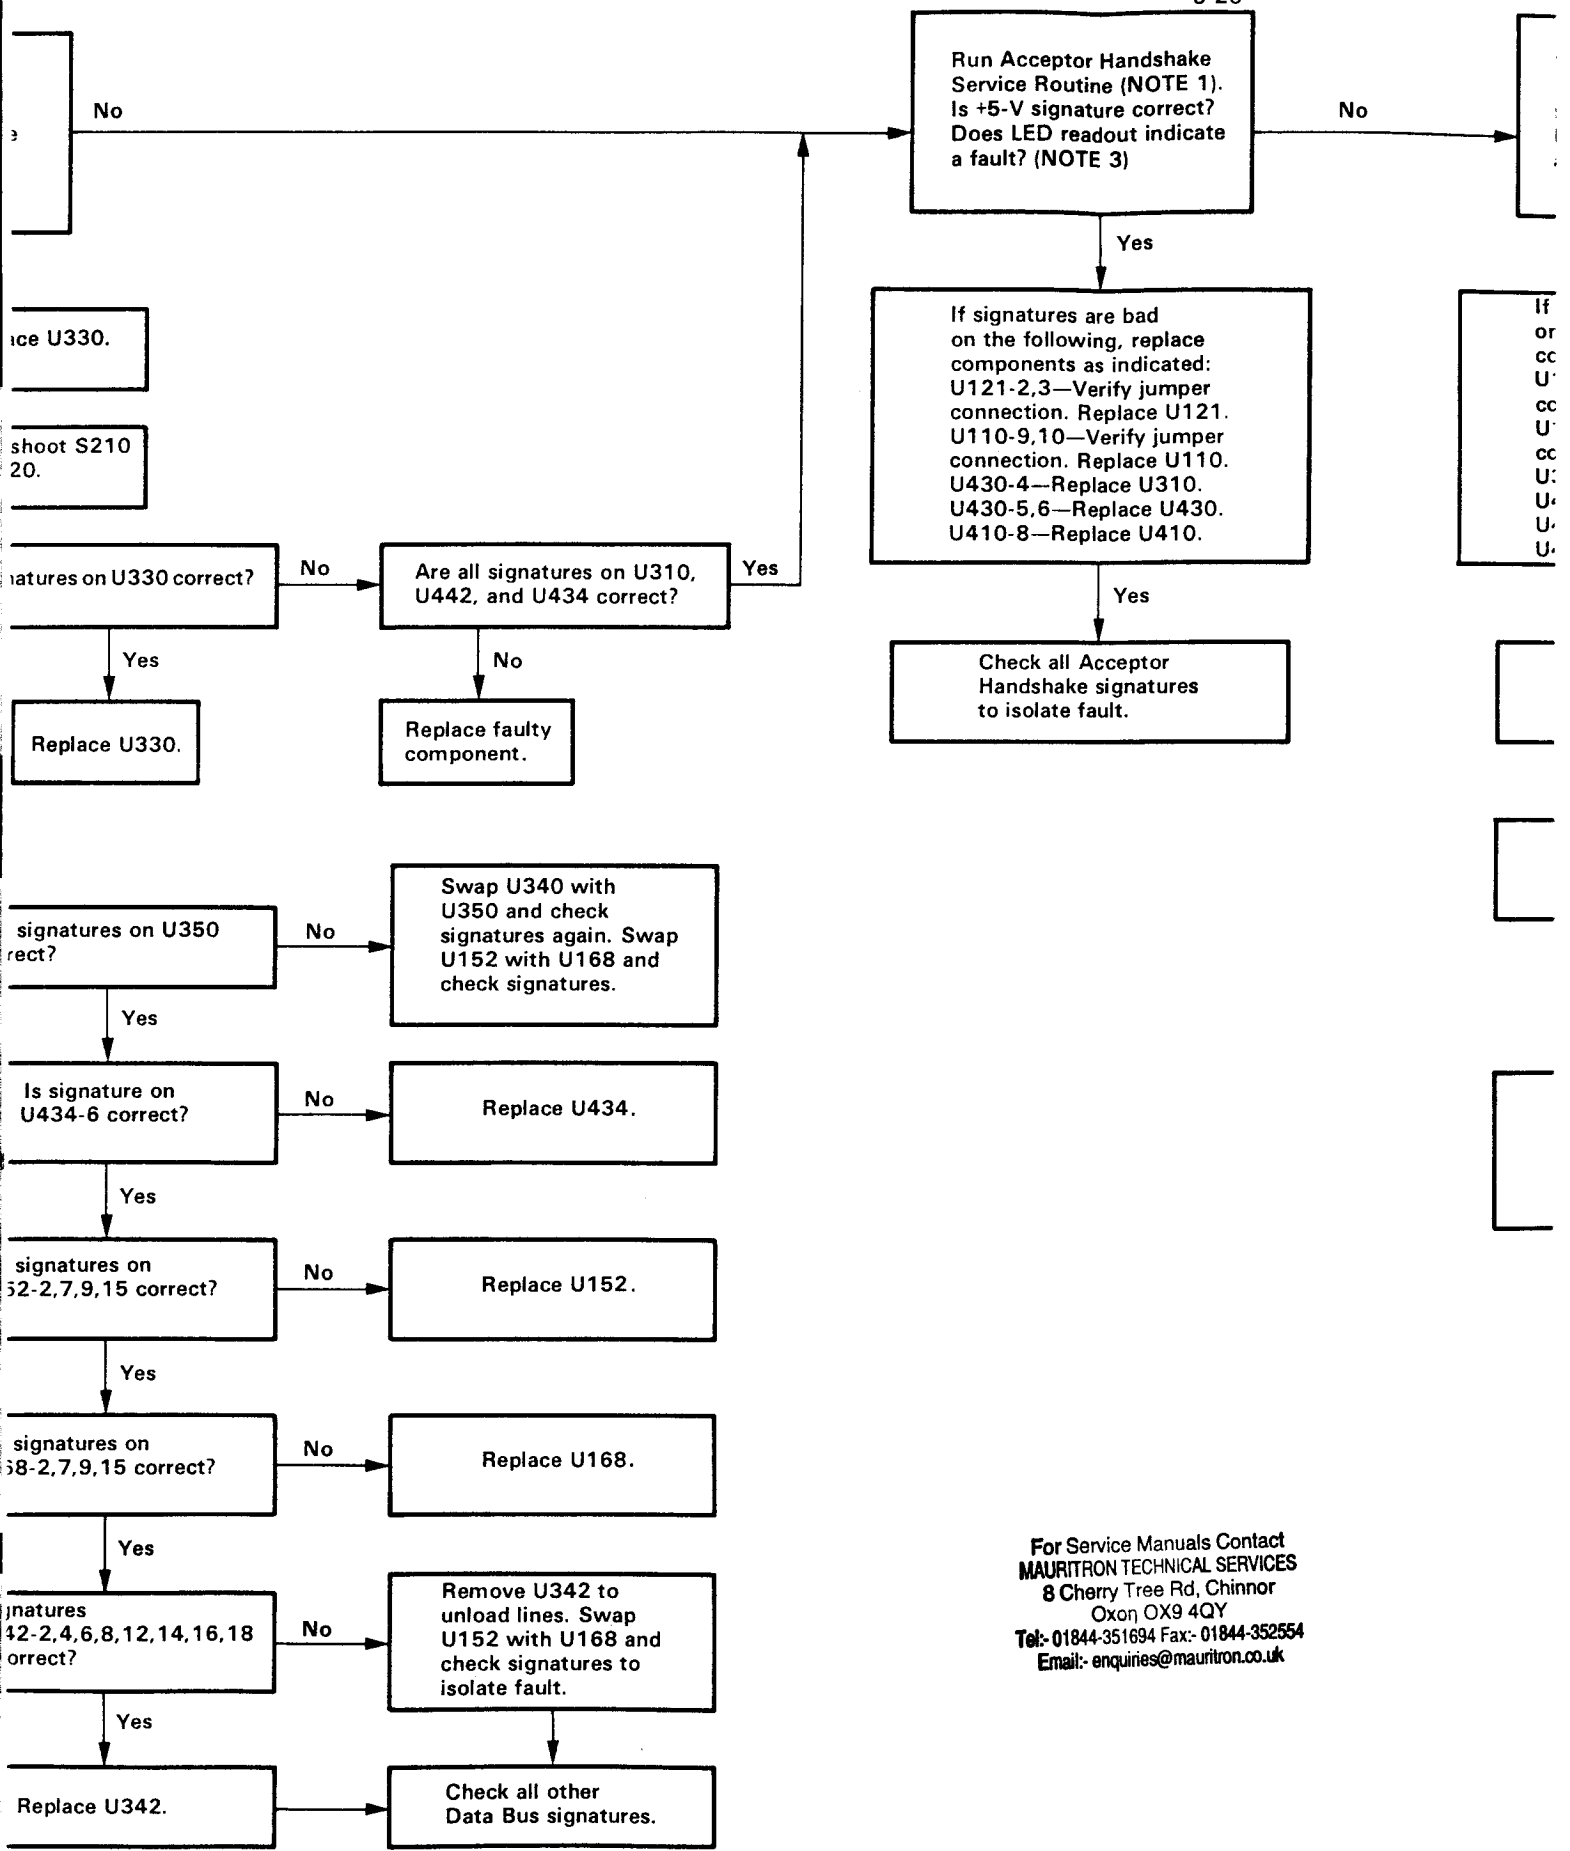 No
Run Acceptor Handshake
Service Routine (NOTE 1).
Is +5-V signature correct?
Does LED readout indicate
a fault? (NOTE 3)
No
Yes
U330.
shoot S210
20.
If signatures are bad
on the following, replace
components as indicated:
U121-2,3—Verify jumper
connection. Replace U121.
U110-9,10—Verify jumper
connection. Replace U110.
U430-4—Replace U310.
U430-5,6—Replace U430.
U410-8—Replace U410.
If
on U330 correct?
No
Are all signatures on U310,
U442, and U434 correct?
Yes
Yes
Yes
No
Replace U330.
Replace faulty
component.
Check all Acceptor
Handshake signatures
to isolate fault.
signatures on U350
No
Swap U340 with
U350 and check
signatures again. Swap
U152 with U168 and
check signatures.
Yes
Is signature on
U434-6 correct?
No
Replace U434.
Yes
signatures on
52-2,7,9,15 correct?
No
Replace U152.
Yes
signatures on
68-2,7,9,15 correct?
No
Replace U168.
Yes
42-2,4,6,8,12,14,16,18
No
Remove U342 to
unload lines. Swap
U152 with U168 and
check signatures to
isolate fault.
Yes
Replace U342.
Check all other
Data Bus signatures.
For Service Manuals Contact
MAURITRON TECHNICAL SERVICES
8 Cherry Tree Rd, Chinnor
Oxon OX9 4QY
Tel:- 01844-351694 Fax:- 01844-352554
Email:- enquiries@mauritron.co.uk